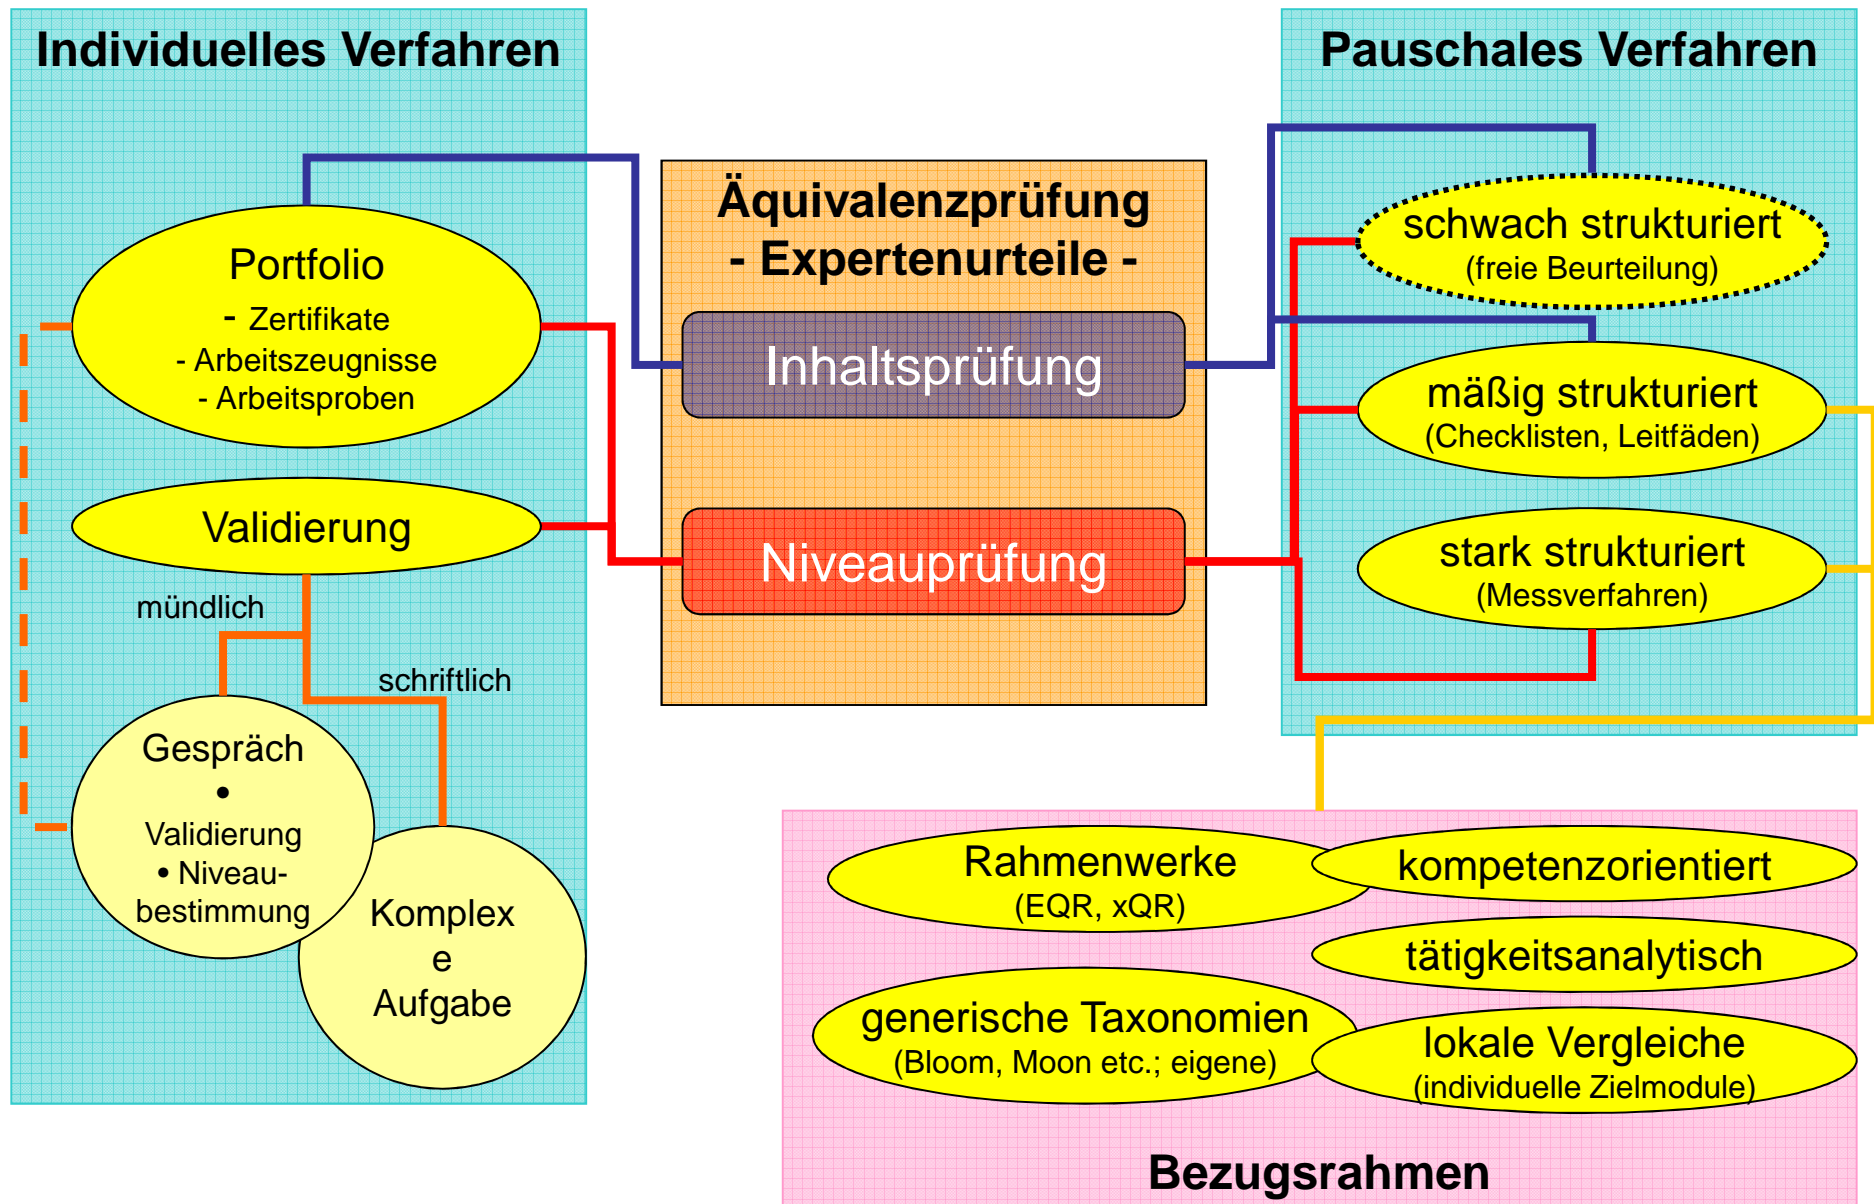 Individuelles Verfahren
Portfolio
- Zertifikate
- Arbeitszeugnisse
- Arbeitsproben
Validierung
mündlich
schriftlich
Gespräch
•
Validierung
• Niveau-
bestimmung
Komplex
e
Aufgabe
Äquivalenzprüfung
- Expertenurteile -
Inhaltsprüfung
Niveauprüfung
Pauschales Verfahren
schwach strukturiert
(freie Beurteilung)
mäßig strukturiert
(Checklisten, Leitfäden)
stark strukturiert
(Messverfahren)
Rahmenwerke
(EQR, xQR)
kompetenzorientiert
tätigkeitsanalytisch
generische Taxonomien
(Bloom, Moon etc.; eigene)
lokale Vergleiche
(individuelle Zielmodule)
Bezugsrahmen